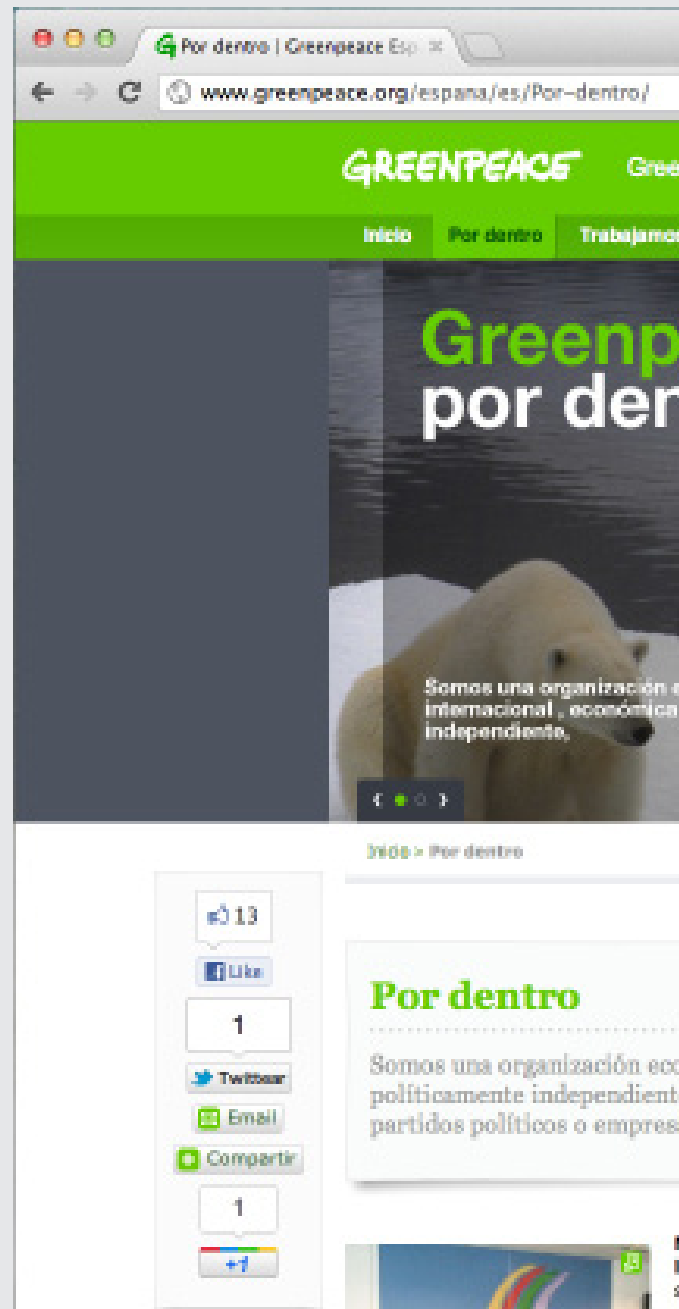 Por dentro | Greenpeace Esp
www.greenpeace.org/espana/es/Por-dentro/
GREENPEACE Gree
Inicio Por dentro Trabajamos
Greenp
por den
Somos una organización e
internacional , económica
independiente,
Inicio > Por dentro
13
Like
1
Twittear
Email
Compartir
1
+1
Por dentro
Somos una organización eco
políticamente independient
partidos políticos o empres